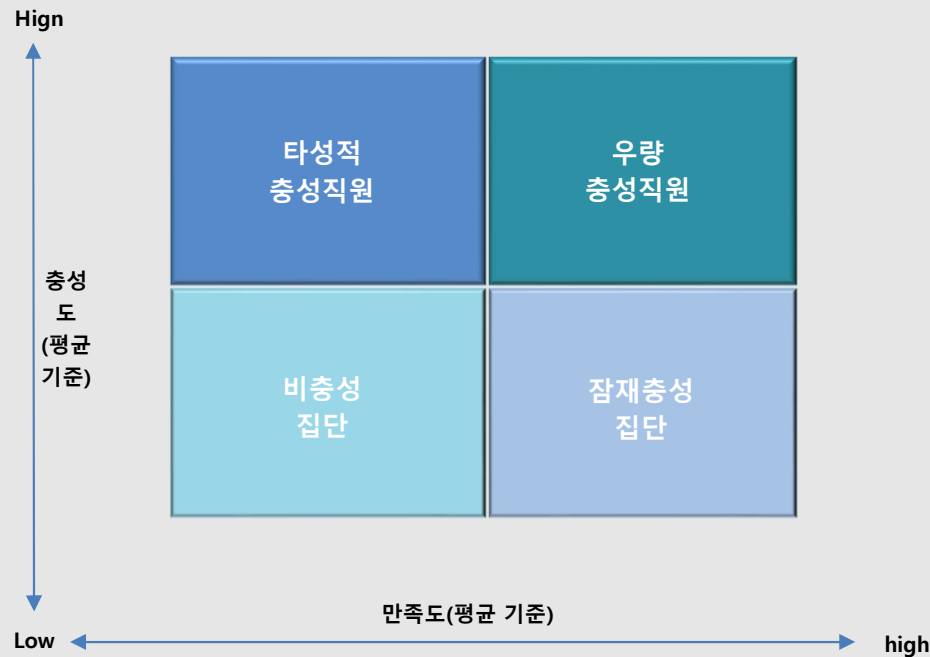 Hign
타성적
충성직원
우량
충성직원
충성
도
(평균
기준)
비충성
집단
잠재충성
집단
만족도(평균 기준)
Low
high